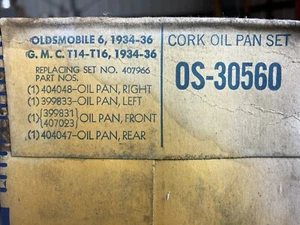 OLDSMOBILE 6, 1934-36
G.M.C. T14-T16, 1934-36
REPLACING SET NO. 407966
PART NOS.
(1) 404048-OIL PAN, RIGHT
(1) 399833-OIL PAN, LEFT
(1) {399831 407023} OIL PAN, FRONT
(1) 404047-OIL PAN, REAR
CORK OIL PAN SET
OS-30560